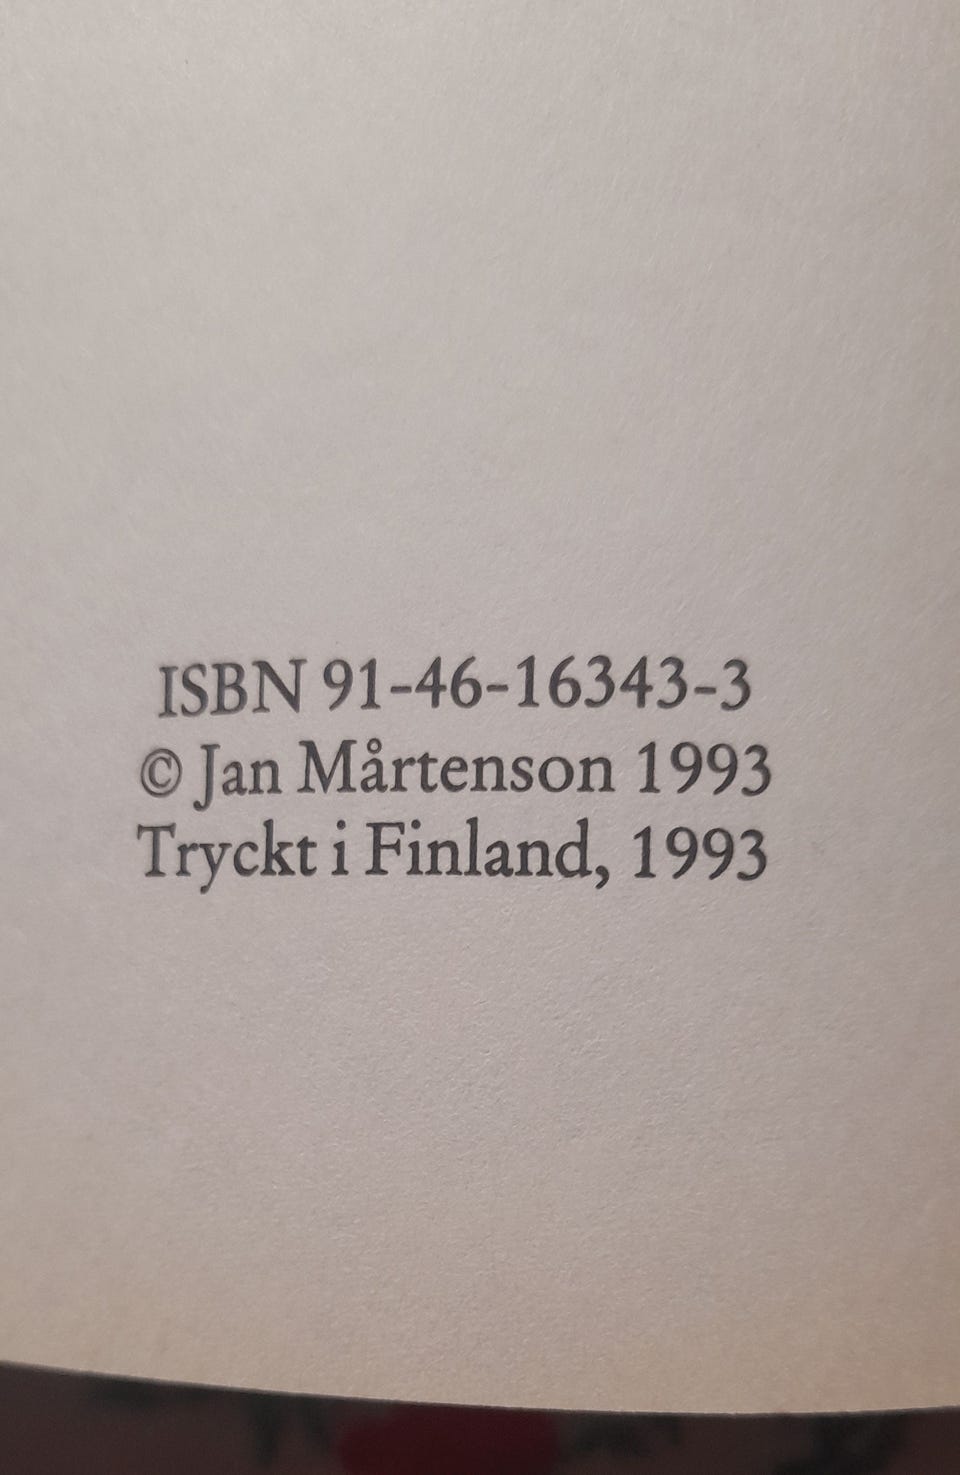 ISBN 91-46-16343-3
© Jan Mårtenson 1993
Tryckt i Finland, 1993